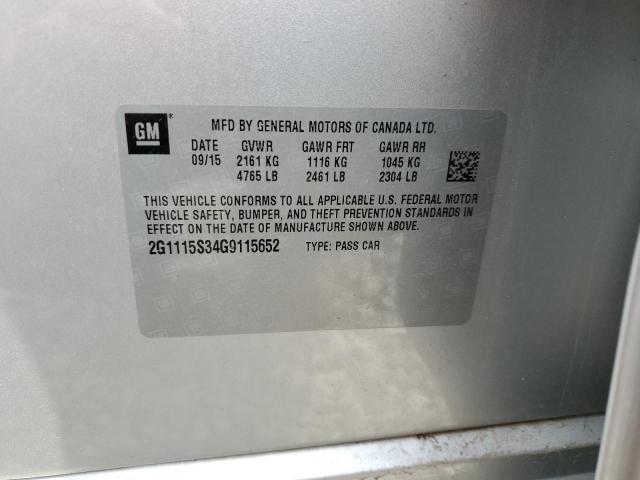 GM*
MFD BY GENERAL MOTORS OF CANADA LTD.
DATE GVWR GAWR FRT GAWR RR
09/15 2161 KG 1116 KG 1045 KG
4765 LB 2461 LB 2304 LB
THIS VEHICLE CONFORMS TO ALL APPLICABLE U.S. FEDERAL MOTOR
VEHICLE SAFETY, BUMPER, AND THEFT PREVENTION STANDARDS IN
EFFECT ON THE DATE OF MANUFACTURE SHOWN ABOVE.
2G1115S34G9115652 TYPE: PASS CAR